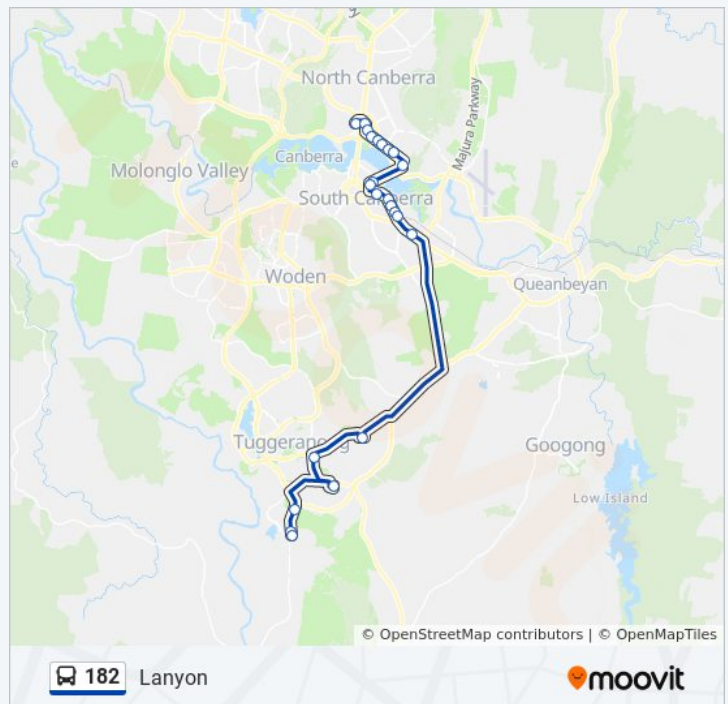 North Canberra
Majura Parkway
Canberra
Molonglo Valley
South Canberra
Woden
Queanbeyan
Tuggeranong
Googong
Low Island
© OpenStreetMap contributors | © OpenMapTiles
182 Lanyon
moovit